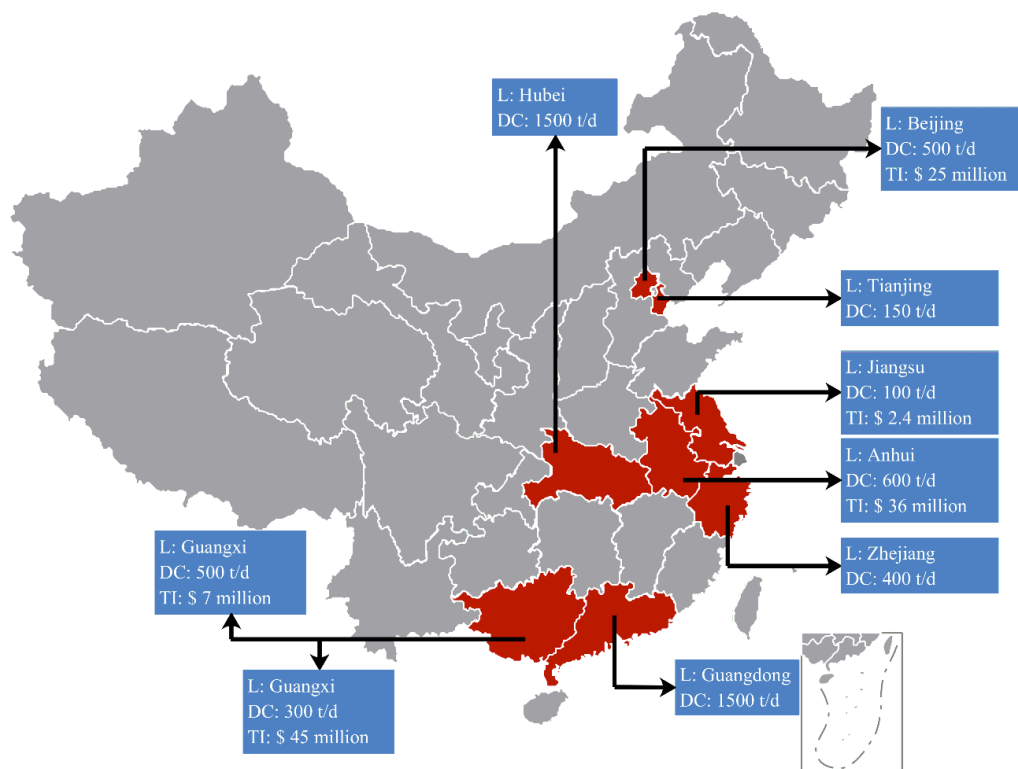 L: Hubei
DC: 1500 t/d
L: Beijing
DC: 500 t/d
TI: $ 25 million
L: Tianjing
DC: 150 t/d
L: Jiangsu
DC: 100 t/d
TI: $ 2.4 million
L: Anhui
DC: 600 t/d
TI: $ 36 million
L: Zhejiang
DC: 400 t/d
L: Guangxi
DC: 500 t/d
TI: $ 7 million
L: Guangxi
DC: 300 t/d
TI: $ 45 million
L: Guangdong
DC: 1500 t/d